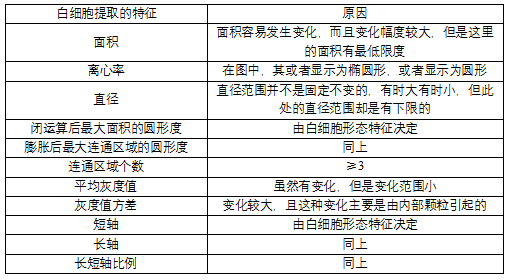 白细胞提取的特征 原因
面积 面积容易发生变化，而且变化幅度较大，但是这里
的面积有最低限度
离心率 在图中，其或者显示为椭圆形，或者显示为圆形
直径 直径范围并不是固定不变的，有时大有时小，但此
处的直径范围却是有下限的
闭运算后最大面积的圆形度 由白细胞形态特征决定
膨胀后最大连通区域的圆形度 同上
连通区域个数 ≥3
平均灰度值 虽然有变化，但是变化范围小
灰度值方差 变化较大，且这种变化主要是由内部颗粒引起的
短轴 由白细胞形态特征决定
长轴 同上
长短轴比例 同上